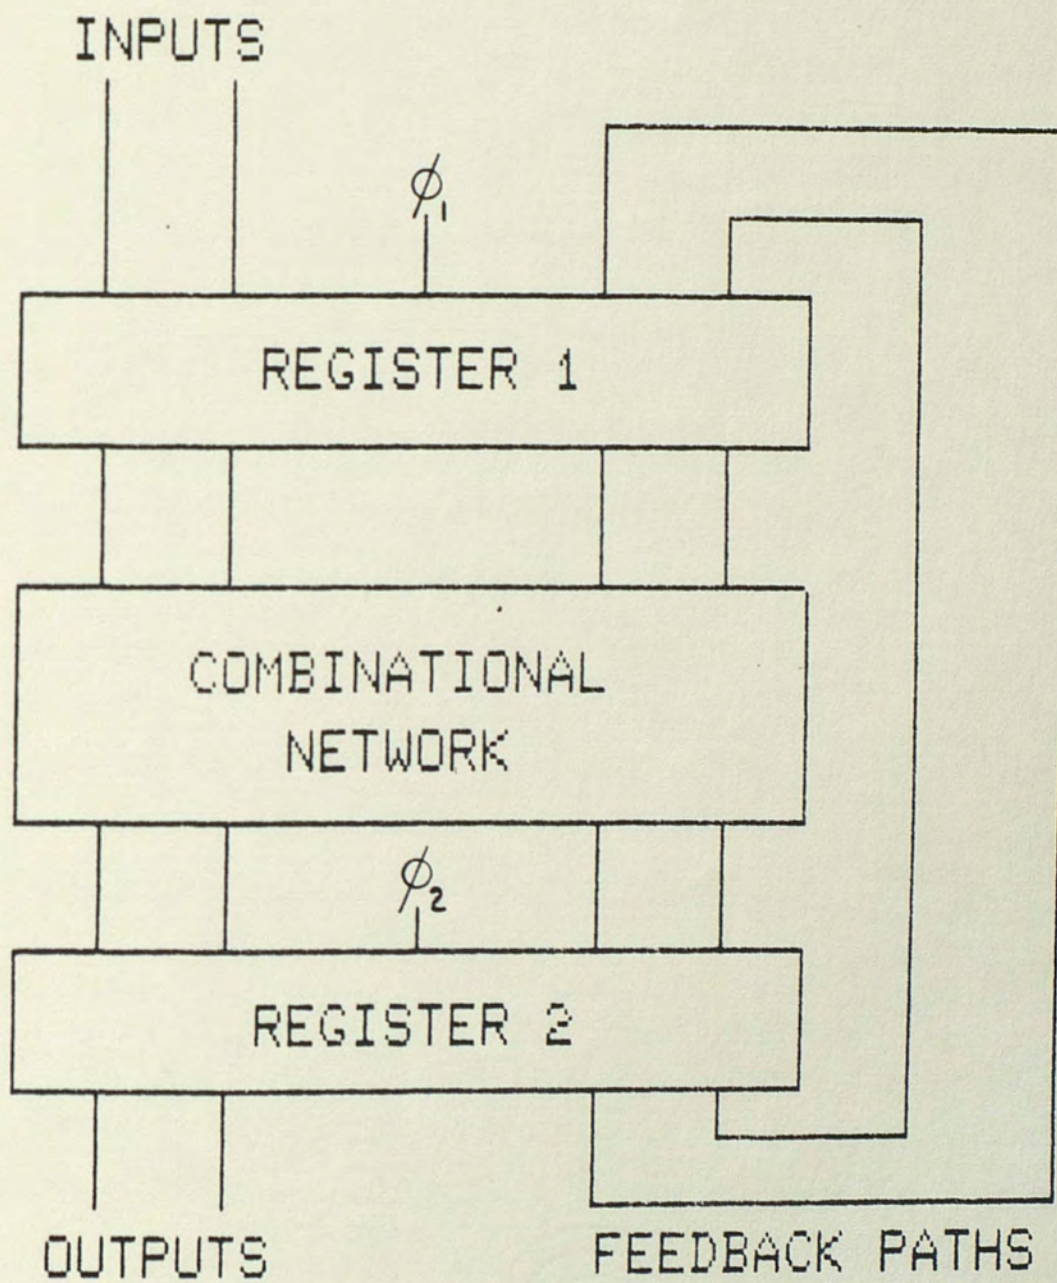 INPUTS
ϕ₁
REGISTER 1
COMBINATIONAL
NETWORK
ϕ₂
REGISTER 2
OUTPUTS
FEEDBACK PATHS